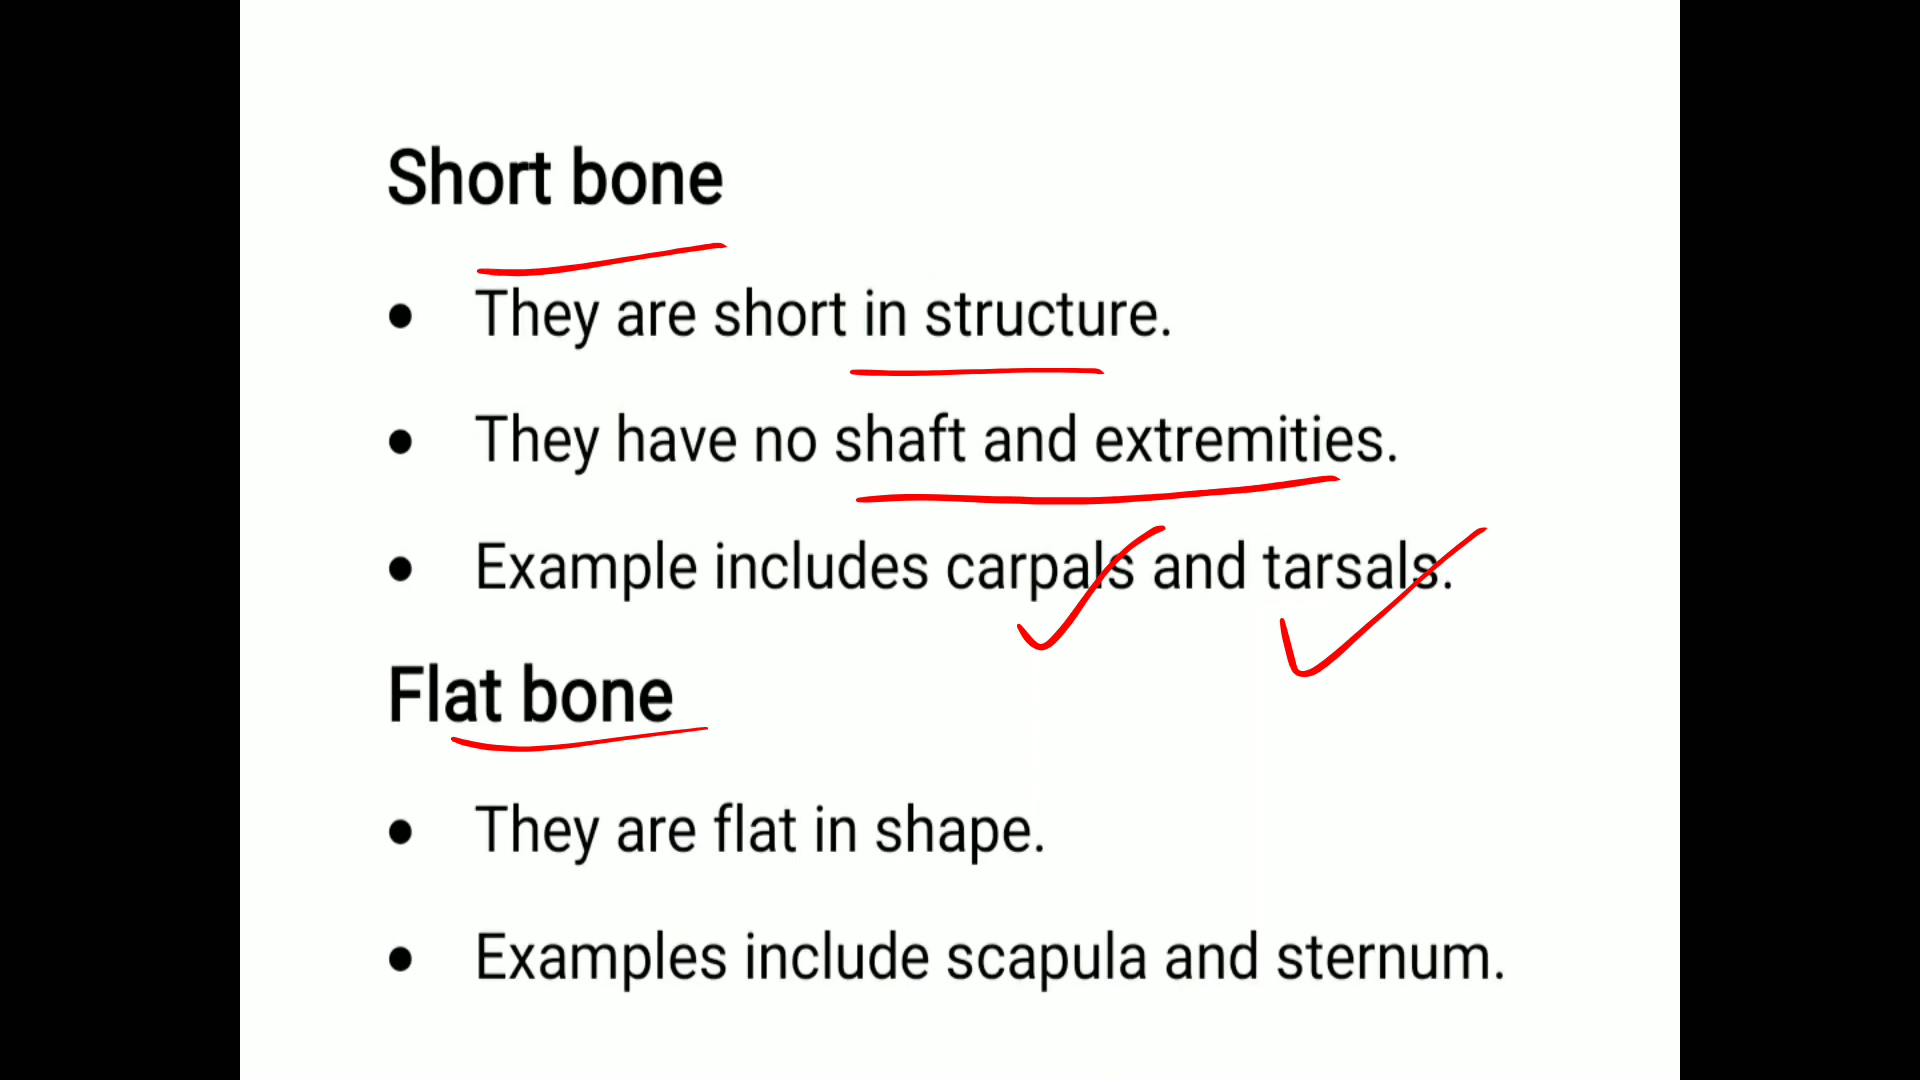 Short bone
• They are short in structure.
• They have no shaft and extremities.
• Example includes carpals and tarsals.
Flat bone
• They are flat in shape.
• Examples include scapula and sternum.